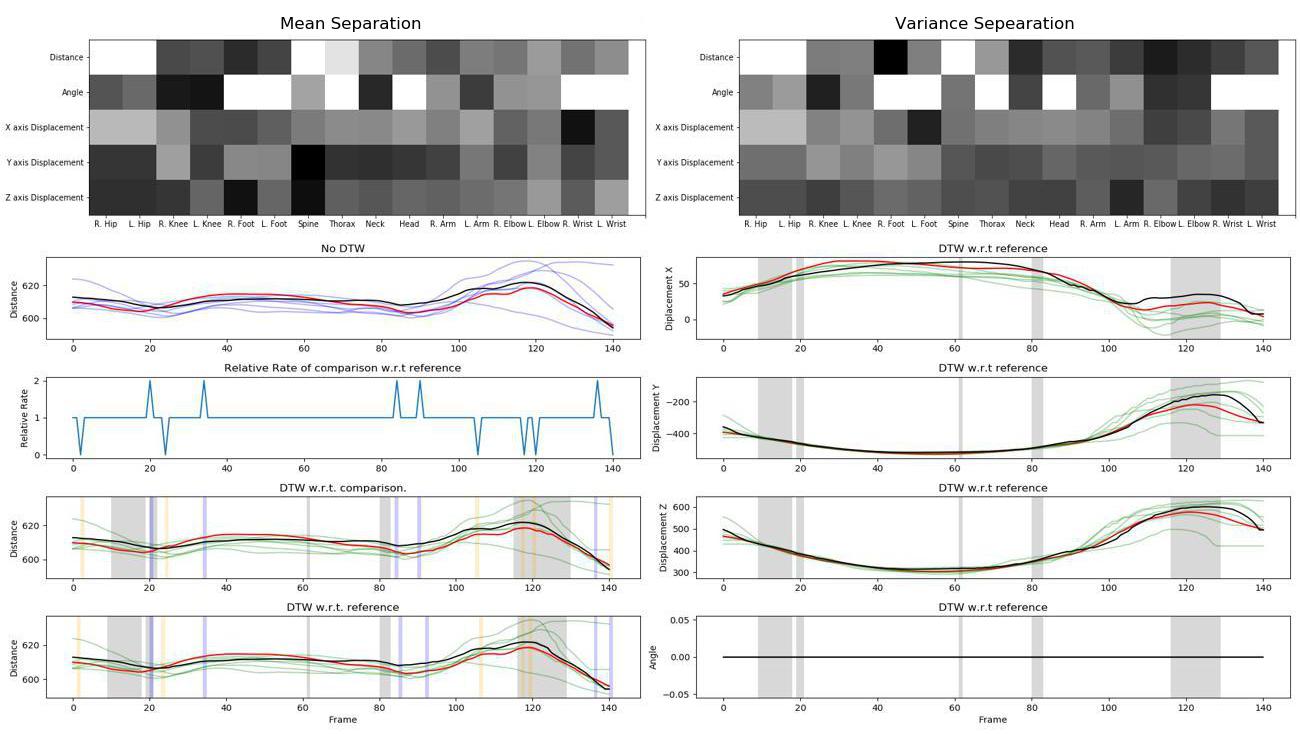 Mean Separation
Variance Sepearation
Distance
Angle
X axis Displacement
Y axis Displacement
Z axis Displacement
R. Hip L. Hip R. Knee L. Knee R. Foot L. Foot Spine Thorax Neck Head R. Arm L. Arm R. Elbow L. Elbow R. Wrist L. Wrist
Distance
Angle
X axis Displacement
Y axis Displacement
Z axis Displacement
R. Hip L. Hip R. Knee L. Knee R. Foot L. Foot Spine Thorax Neck Head R. Arm L. Arm R. Elbow L. Elbow R. Wrist L. Wrist
No DTW
Distance
620
600
0 20 40 60 80 100 120 140
DTW w.r.t reference
Diplacement X
50
0
0 20 40 60 80 100 120 140
Relative Rate of comparison w.r.t reference
Relative Rate
2
1
0
0 20 40 60 80 100 120 140
DTW w.r.t reference
Displacement Y
−200
−400
0 20 40 60 80 100 120 140
DTW w.r.t. comparison.
Distance
620
600
0 20 40 60 80 100 120 140
DTW w.r.t reference
Displacement Z
600
500
400
300
0 20 40 60 80 100 120 140
DTW w.r.t. reference
Distance
620
600
0 20 40 60 80 100 120 140
Frame
DTW w.r.t reference
Angle
0.05
0.00
−0.05
0 20 40 60 80 100 120 140
Frame